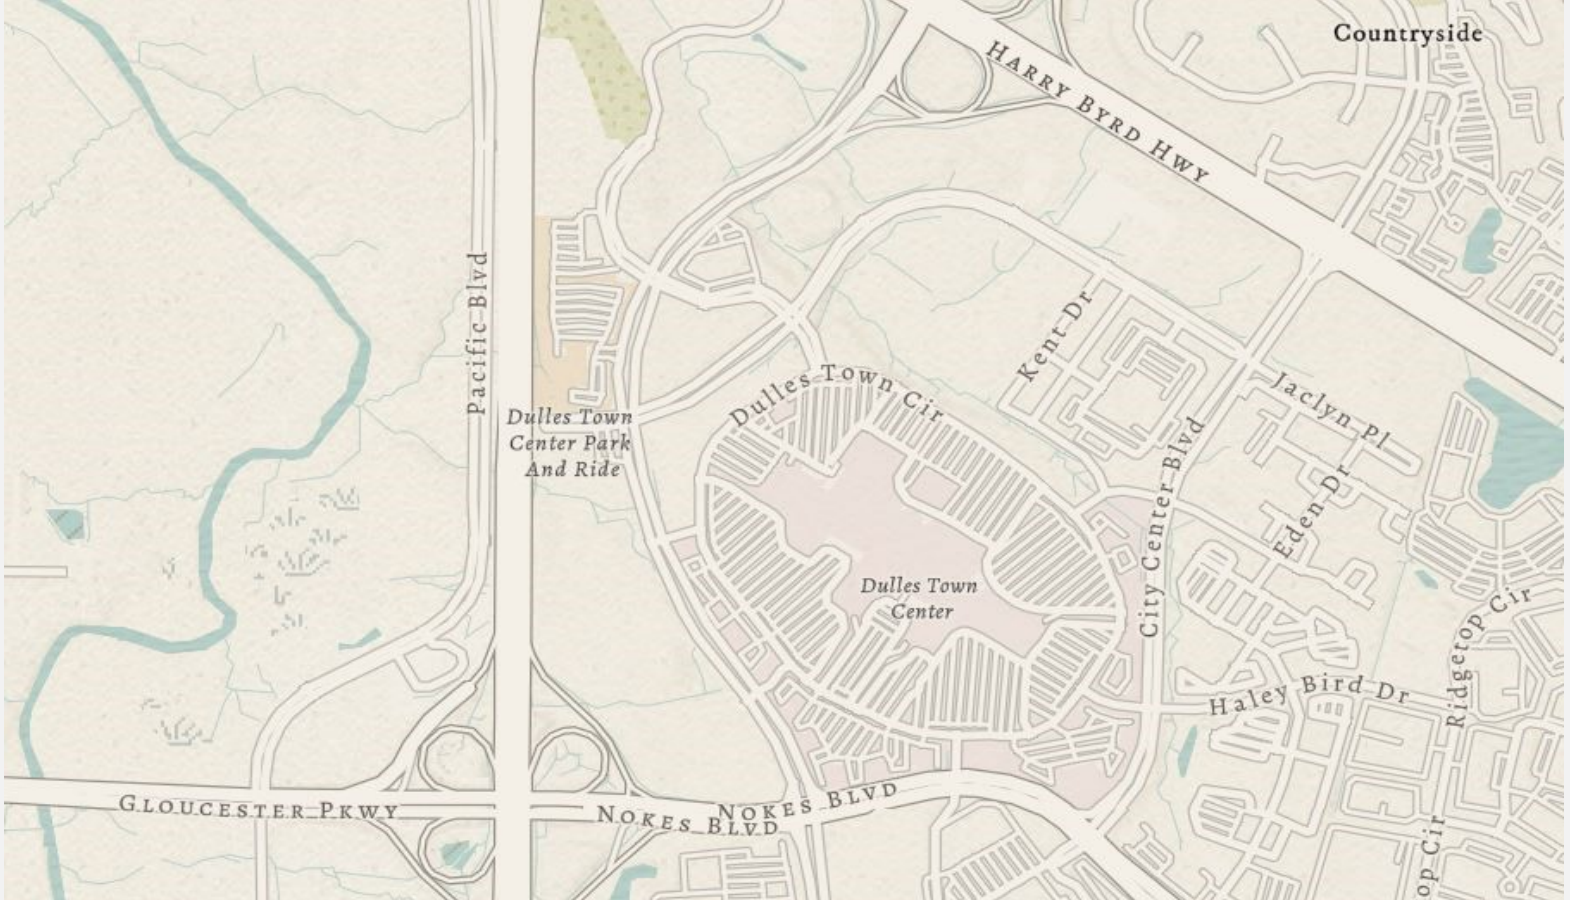 Countryside
HARRY BYRD HWY
Pacific Blvd
Kent Dr
Dulles Town Cir
Jaclyn Pl
Dulles Town
Center Park
And Ride
City Center Blvd
Eden Dr
Dulles Town
Center
Ridgetop Cir
Haley Bird Dr
GLOUCESTER PKWY
NOKES BLVD
NOKES BLVD
op Cir